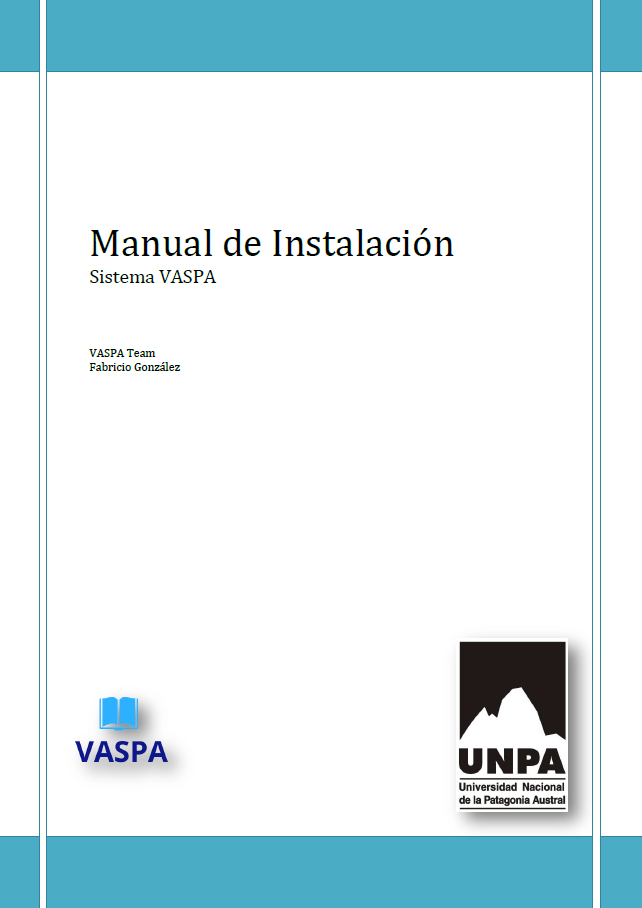 Manual de Instalación
Sistema VASPA
VASPA Team
Fabricio González
VASPA
UNPA
Universidad Nacional
de la Patagonia Austral